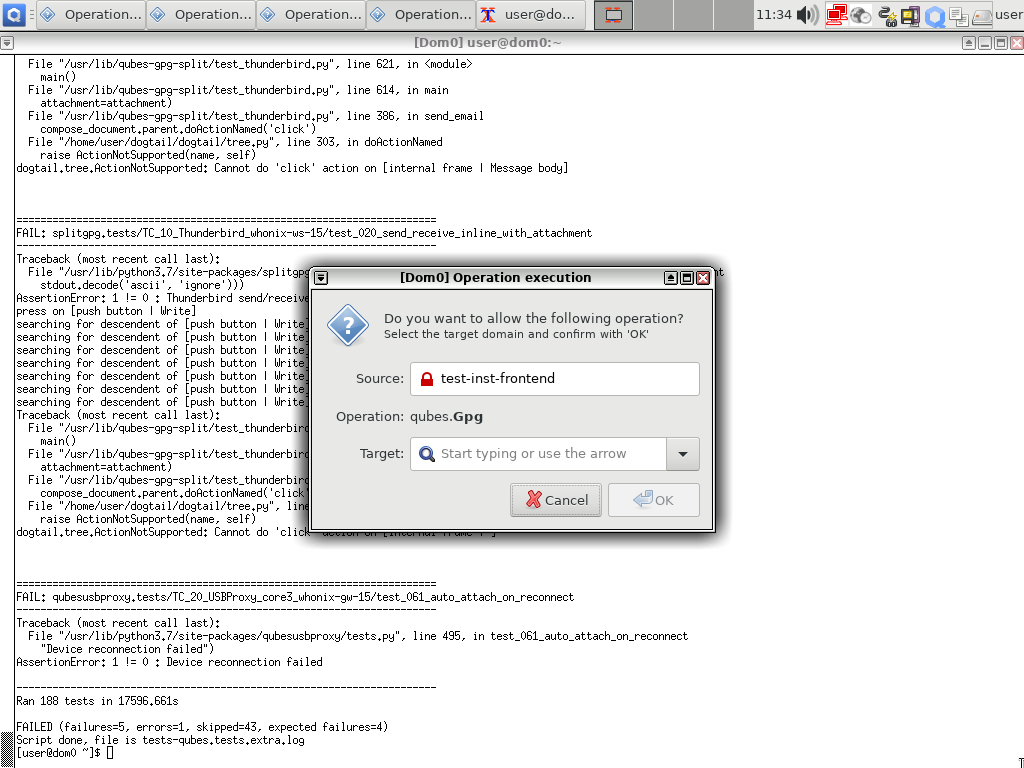 Operation...
Operation...
Operation...
Operation...
user@do...
11:34
user
[Dom0] user@dom0:~
File "/usr/lib/qubes-gpg-split/test_thunderbird.py", line 621, in <module>
main()
File "/usr/lib/qubes-gpg-split/test_thunderbird.py", line 614, in main
attachment=attachment)
File "/usr/lib/qubes-gpg-split/test_thunderbird.py", line 386, in send_email
compose_document.parent.doActionNamed('click')
File "/home/user/dogtail/dogtail/tree.py", line 303, in doActionNamed
raise ActionNotSupported(name, self)
dogtail.tree.ActionNotSupported: Cannot do 'click' action on [internal frame | Message body]
======================================================================
FAIL: splitgpg.tests/TC_10_Thunderbird_whonix-ws-15/test_020_send_receive_inline_with_attachment
----------------------------------------------------------------------
Traceback (most recent call last):
File "/usr/lib/python3.7/site-packages/splitgpg
stdout.decode('ascii', 'ignore')))
AssertionError: 1 != 0 : Thunderbird send/receive
press on [push button | Write]
searching for descendent of [push button | Write
searching for descendent of [push button | Write
searching for descendent of [push button | Write
searching for descendent of [push button | Write
searching for descendent of [push button | Write
searching for descendent of [push button | Write
searching for descendent of [push button | Write
Traceback (most recent call last):
File "/usr/lib/qubes-gpg-split/test_thunderbird
main()
File "/usr/lib/qubes-gpg-split/test_thunderbird
attachment=attachment)
File "/usr/lib/qubes-gpg-split/test_thunderbird
compose_document.parent.doActionNamed('click'
File "/home/user/dogtail/dogtail/tree.py", line
raise ActionNotSupported(name, self)
dogtail.tree.ActionNotSupported: Cannot do 'click' action on [internal frame | ]
[Dom0] Operation execution
Do you want to allow the following operation?
Select the target domain and confirm with 'OK'
Source: test-inst-frontend
Operation: qubes.Gpg
Target: Start typing or use the arrow
Cancel OK
======================================================================
FAIL: qubesusbproxy.tests/TC_20_USBProxy_core3_whonix-gw-15/test_061_auto_attach_on_reconnect
----------------------------------------------------------------------
Traceback (most recent call last):
File "/usr/lib/python3.7/site-packages/qubesusbproxy/tests.py", line 495, in test_061_auto_attach_on_reconnect
"Device reconnection failed")
AssertionError: 1 != 0 : Device reconnection failed
----------------------------------------------------------------------
Ran 188 tests in 17596.661s
FAILED (failures=5, errors=1, skipped=43, expected failures=4)
Script done, file is tests-qubes.tests.extra.log
[user@dom0 ~]$